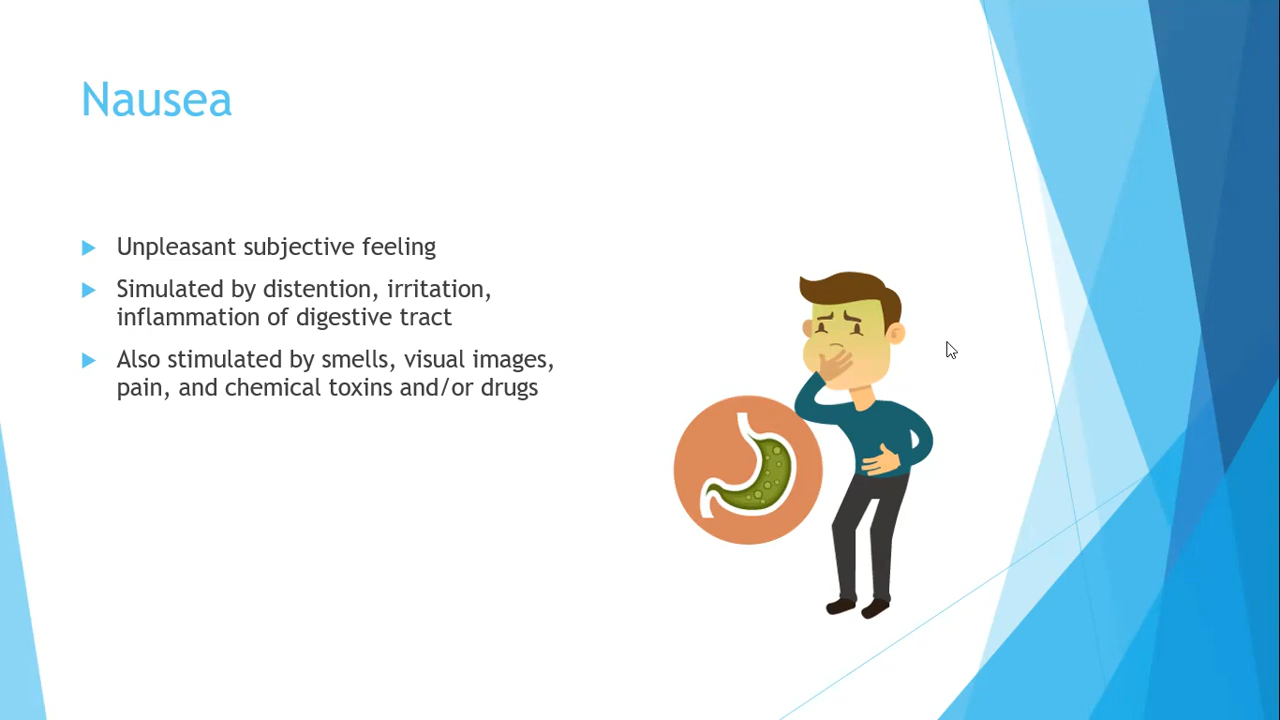 Nausea
Unpleasant subjective feeling
Simulated by distention, irritation,
inflammation of digestive tract
Also stimulated by smells, visual images,
pain, and chemical toxins and/or drugs